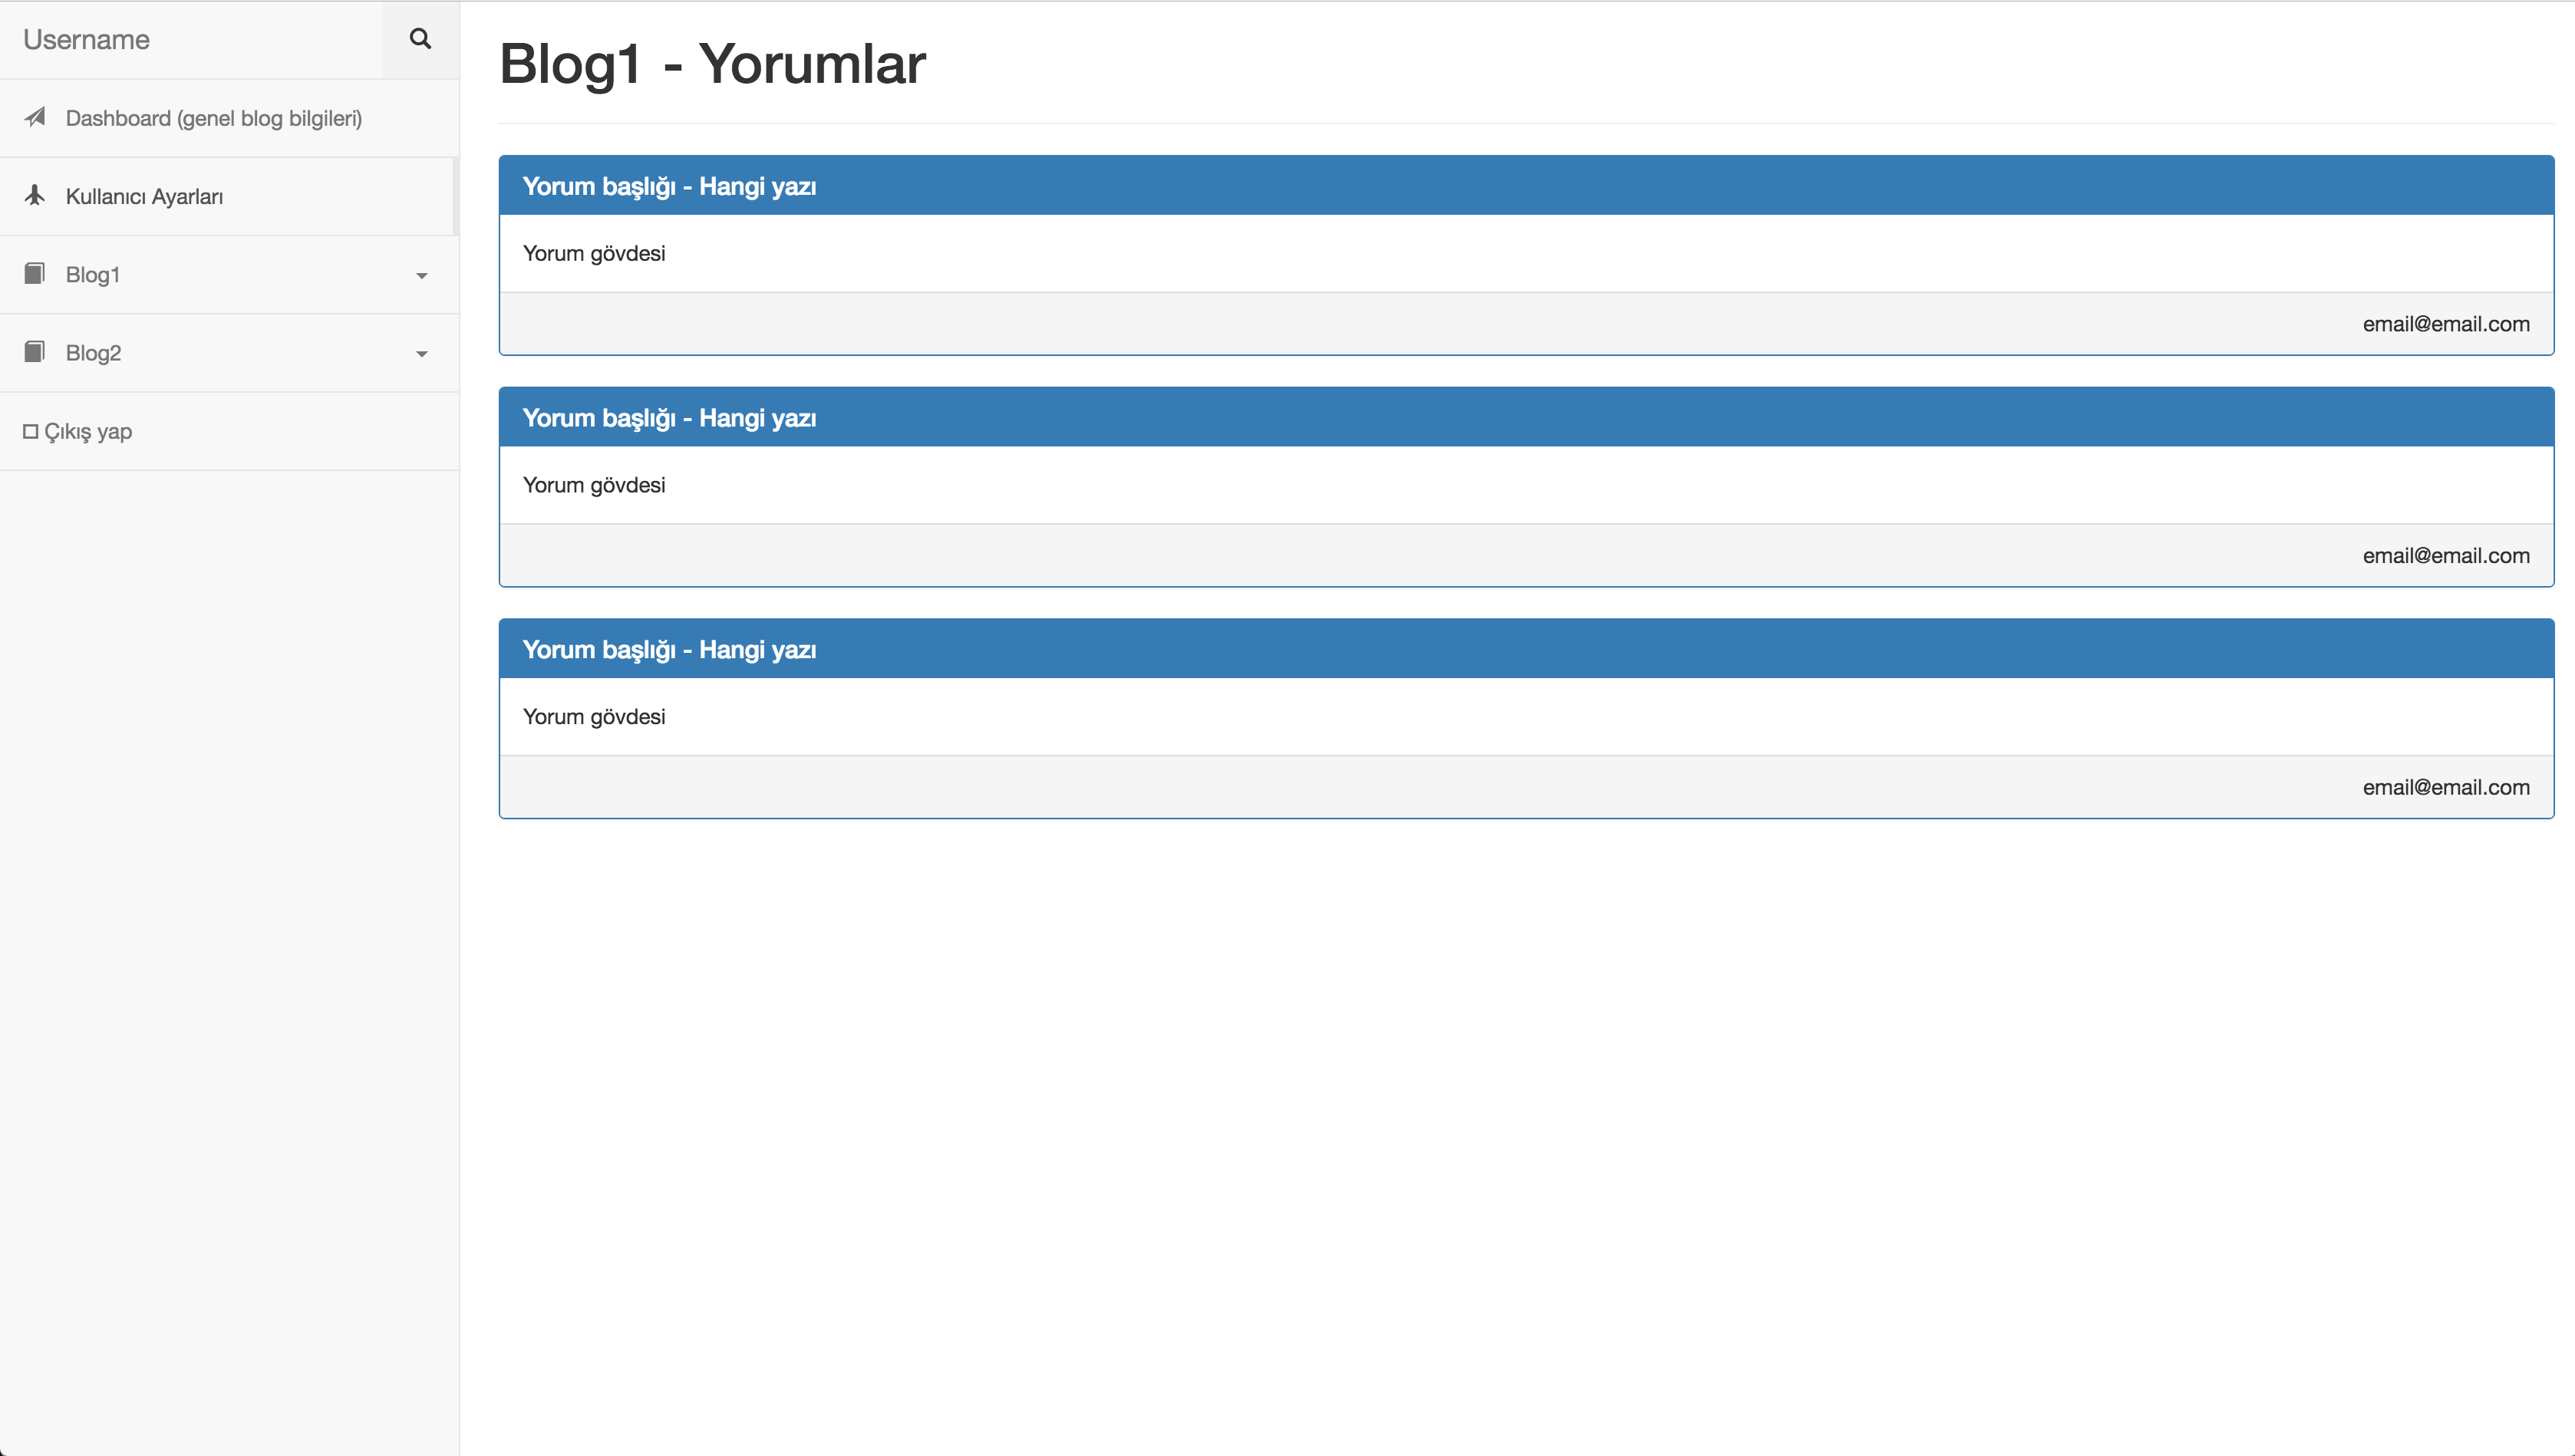 Username
Dashboard (genel blog bilgileri)
Kullanıcı Ayarları
Blog1
Blog2
Çıkış yap
Blog1 - Yorumlar
Yorum başlığı - Hangi yazı
Yorum gövdesi
email@email.com
Yorum başlığı - Hangi yazı
Yorum gövdesi
email@email.com
Yorum başlığı - Hangi yazı
Yorum gövdesi
email@email.com